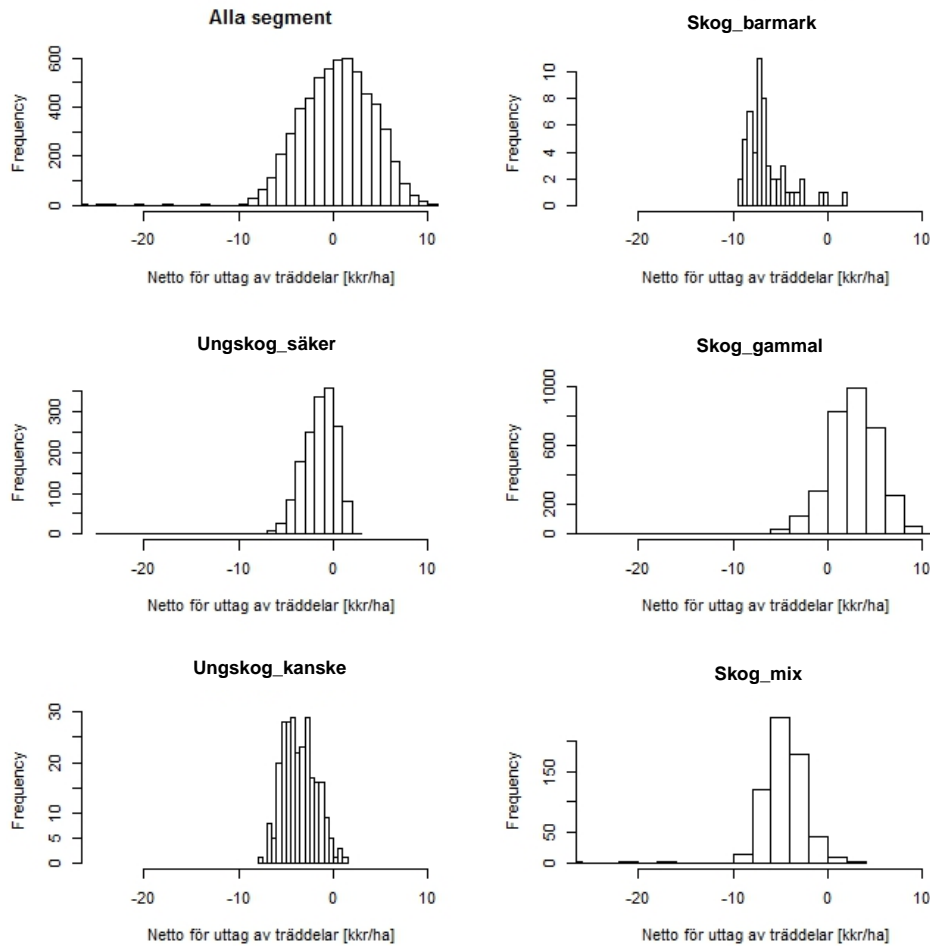 Alla segment
Frequency
0 200 400 600
-20 -10 0 10
Netto för uttag av träddelar [kkr/ha]
Skog_barmark
Frequency
0 2 4 6 8 10
-20 -10 0 10
Netto för uttag av träddelar [kkr/ha]
Ungskog_säker
Frequency
0 100 200 300
-20 -10 0 10
Netto för uttag av träddelar [kkr/ha]
Skog_gammal
Frequency
0 200 600 1000
-20 -10 0 10
Netto för uttag av träddelar [kkr/ha]
Ungskog_kanske
Frequency
0 5 10 20 30
-20 -10 0 10
Netto för uttag av träddelar [kkr/ha]
Skog_mix
Frequency
0 50 150
-20 -10 0 10
Netto för uttag av träddelar [kkr/ha]